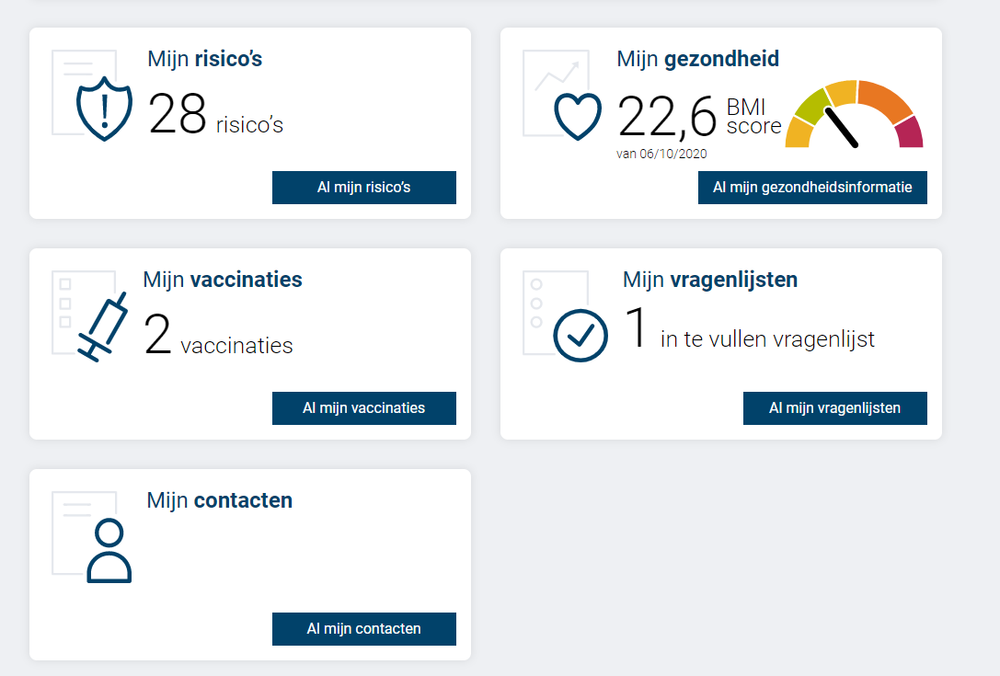 Mijn risico's
28 risico's
Al mijn risico's
Mijn gezondheid
22,6 BMI score
van 06/10/2020
Al mijn gezondheidsinformatie
Mijn vaccinaties
2 vaccinaties
Al mijn vaccinaties
Mijn vragenlijsten
1 in te vullen vragenlijst
Al mijn vragenlijsten
Mijn contacten
Al mijn contacten